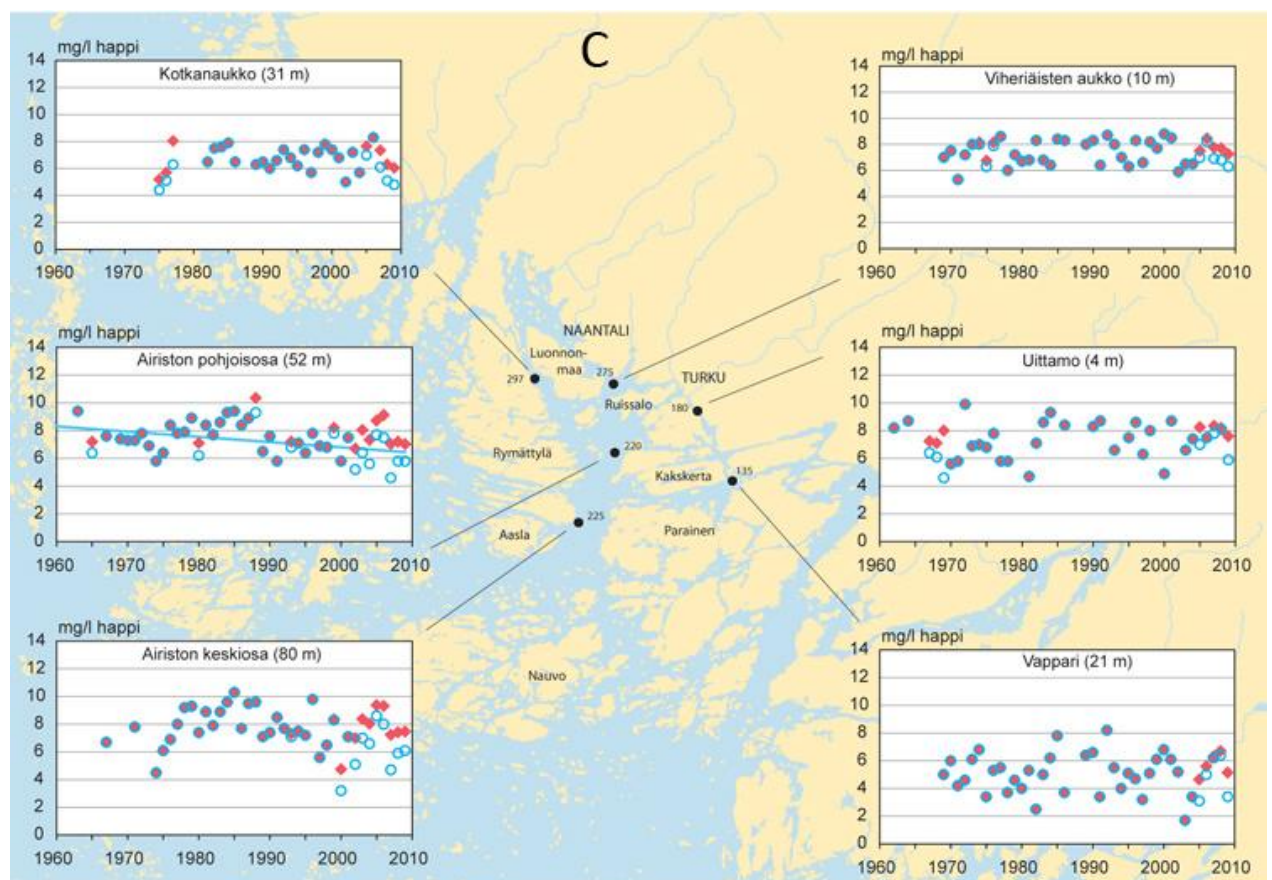 C
mg/l happi
Kotkanaukko (31 m)
14
12
10
8
6
4
2
0
1960 1970 1980 1990 2000 2010
mg/l happi
Viheriäisten aukko (10 m)
14
12
10
8
6
4
2
0
1960 1970 1980 1990 2000 2010
mg/l happi
Airiston pohjoisosa (52 m)
14
12
10
8
6
4
2
0
1960 1970 1980 1990 2000 2010
NAANTALI
Luonnon-
maa
297
275
TURKU
Ruissalo
180
Rymättylä
220
Kakskerta
135
225
Aasla
Parainen
Nauvo
mg/l happi
Uittamo (4 m)
14
12
10
8
6
4
2
0
1960 1970 1980 1990 2000 2010
mg/l happi
Airiston keskiosa (80 m)
14
12
10
8
6
4
2
0
1960 1970 1980 1990 2000 2010
mg/l happi
Vappari (21 m)
14
12
10
8
6
4
2
0
1960 1970 1980 1990 2000 2010